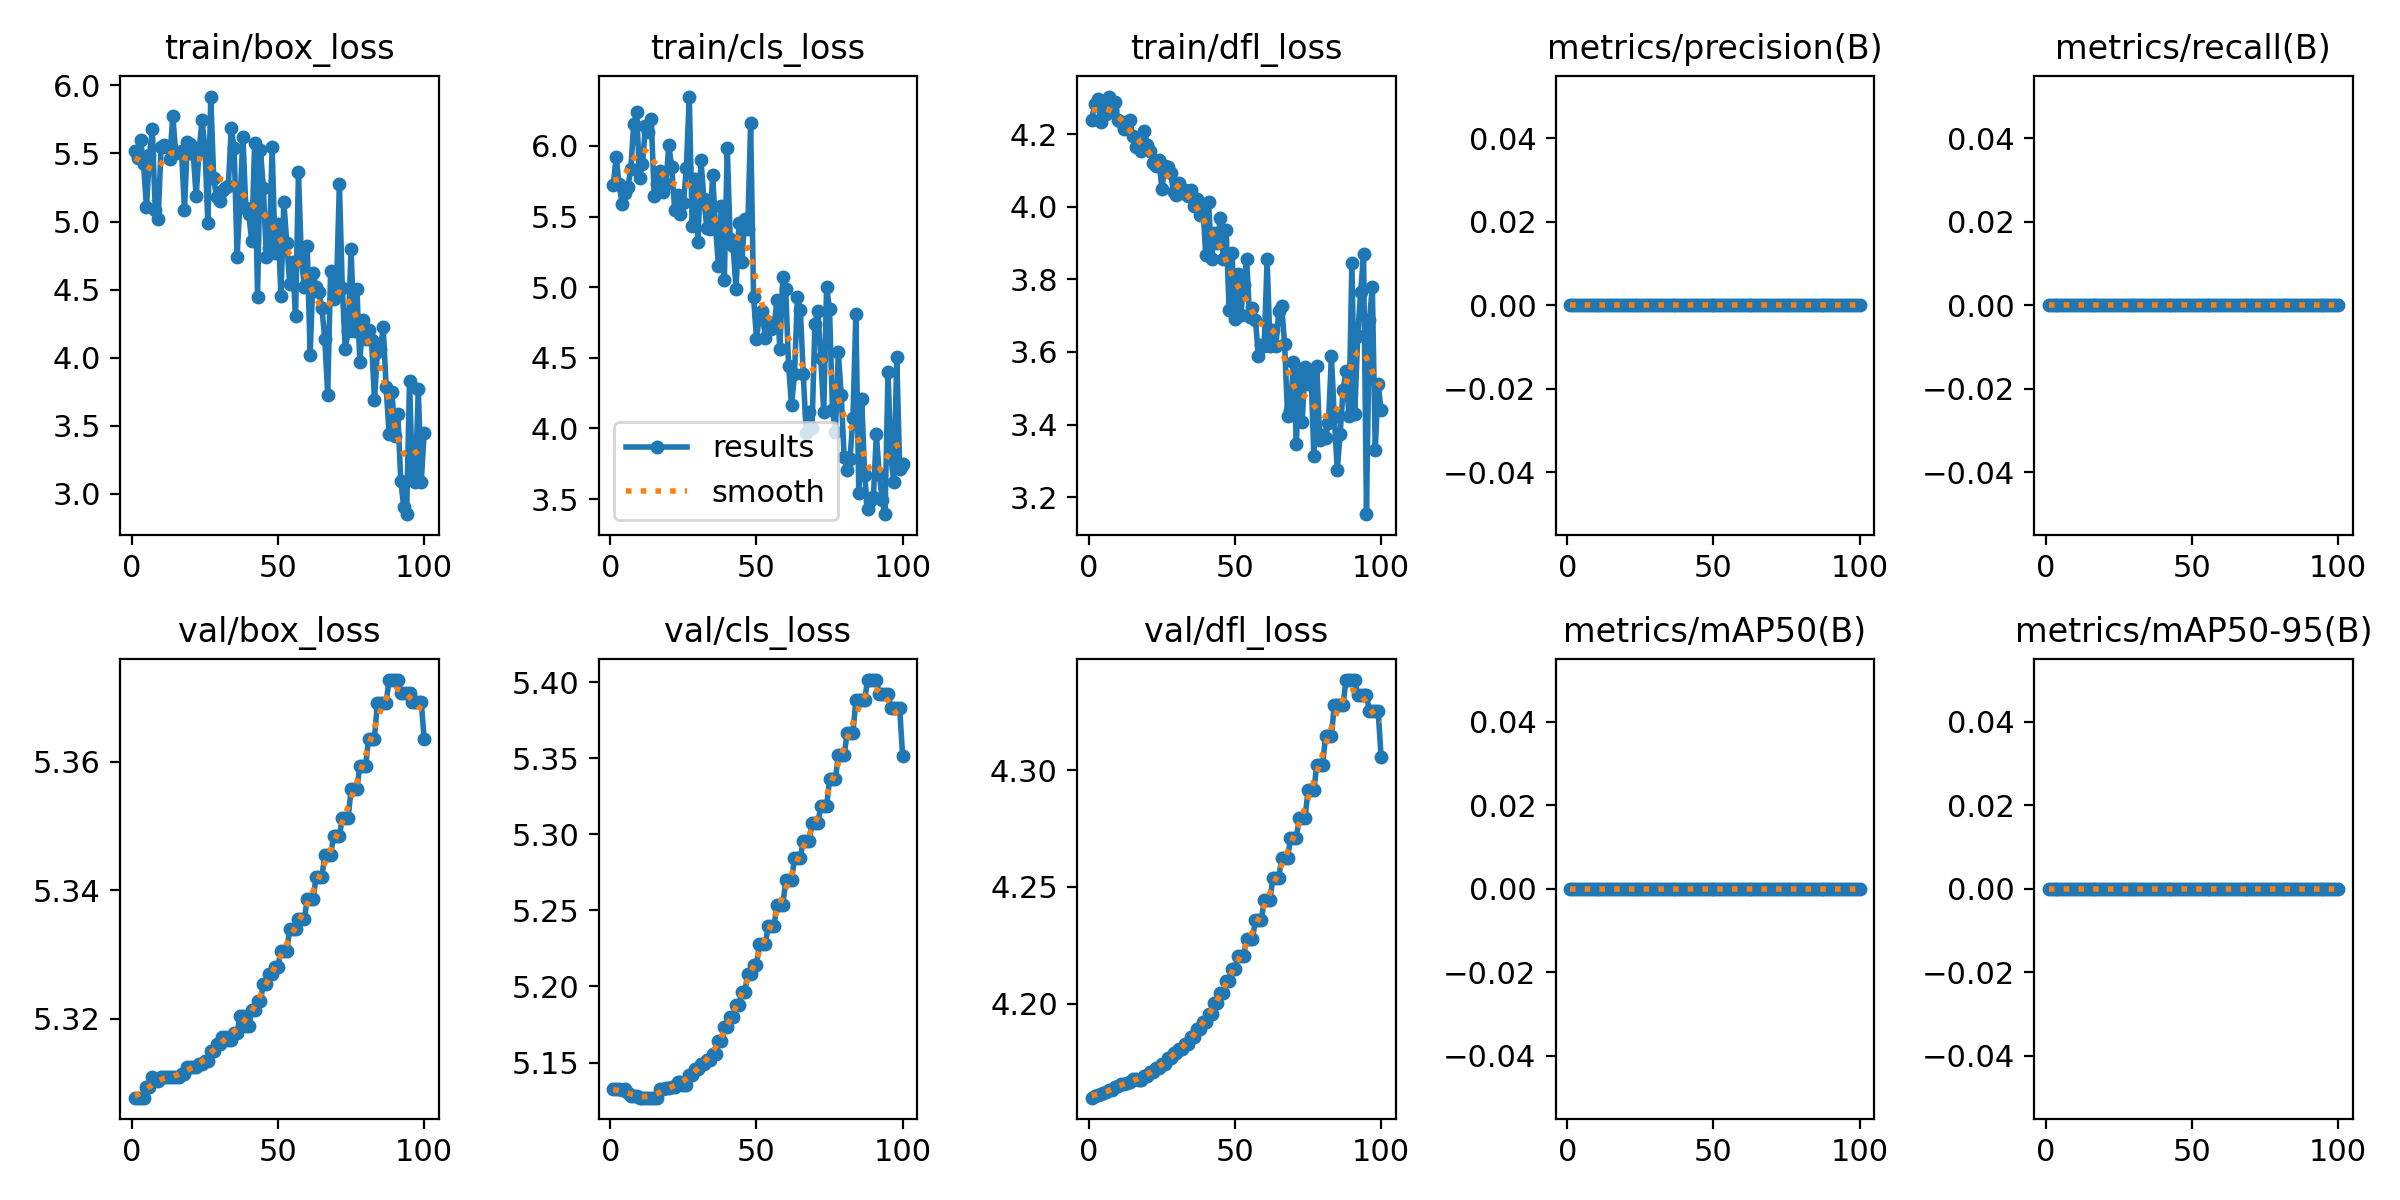 train/box_loss
6.0
5.5
5.0
4.5
4.0
3.5
3.0
0 50 100
train/cls_loss
6.0
5.5
5.0
4.5
4.0
3.5
results
smooth
0 50 100
train/dfl_loss
4.2
4.0
3.8
3.6
3.4
3.2
0 50 100
metrics/precision(B)
0.04
0.02
0.00
−0.02
−0.04
0 50 100
metrics/recall(B)
0.04
0.02
0.00
−0.02
−0.04
0 50 100
val/box_loss
5.36
5.34
5.32
0 50 100
val/cls_loss
5.40
5.35
5.30
5.25
5.20
5.15
0 50 100
val/dfl_loss
4.30
4.25
4.20
0 50 100
metrics/mAP50(B)
0.04
0.02
0.00
−0.02
−0.04
0 50 100
metrics/mAP50-95(B)
0.04
0.02
0.00
−0.02
−0.04
0 50 100